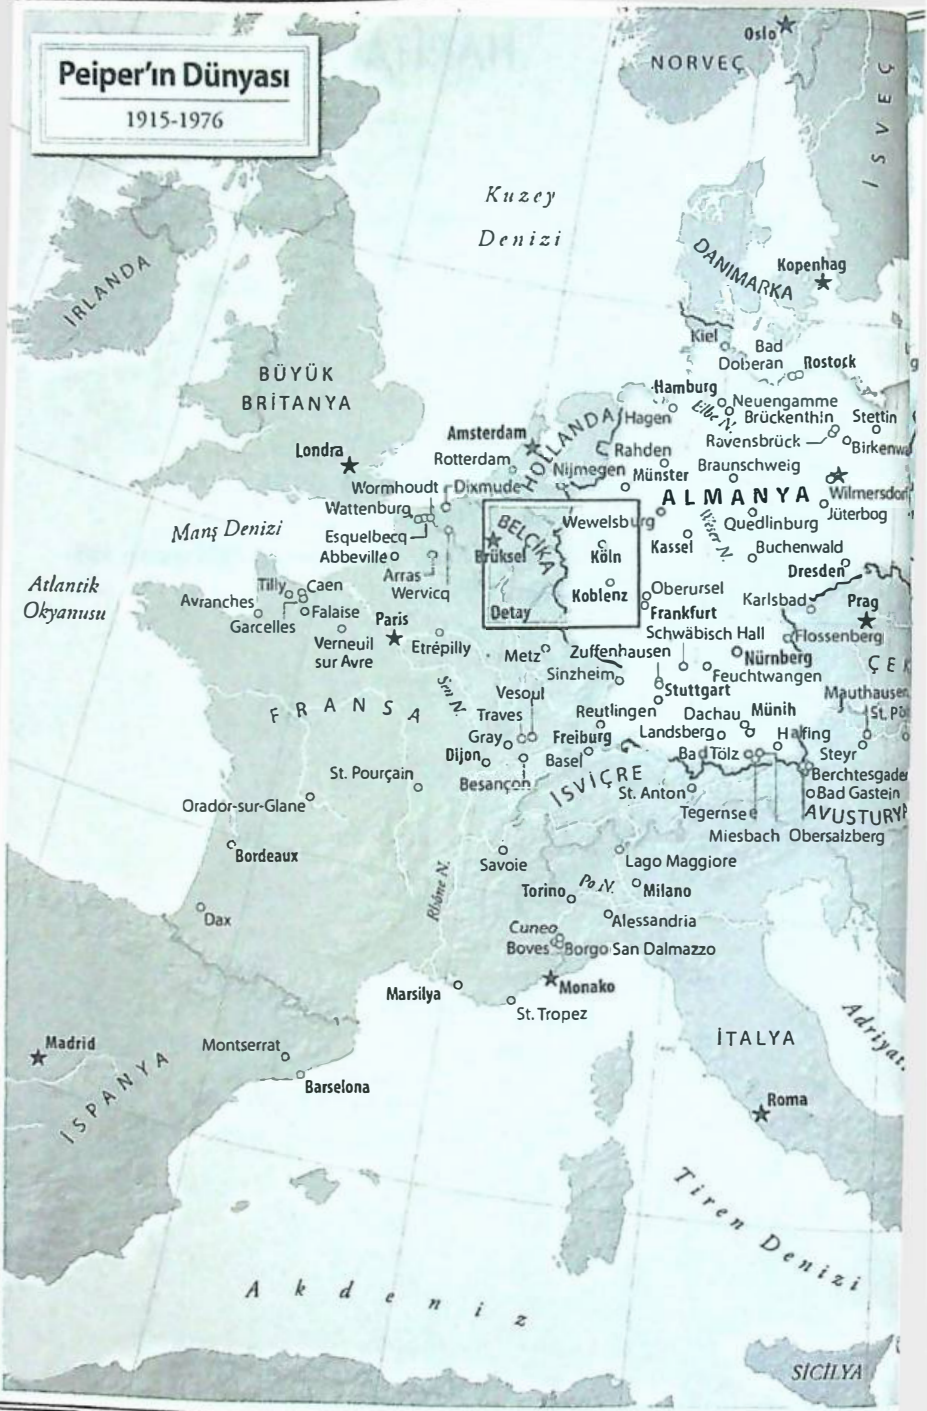 Peiper'ın Dünyası
1915-1976
Oslo
NORVEÇ
İSVEÇ
Kuzey
Denizi
DANİMARKA
Kopenhag
IRLANDA
Kiel
Bad
Doberan
Rostock
BÜYÜK
BRİTANYA
Hamburg
Neuengamme
Elbe N.
Hagen
Brückenthin
Stettin
Ravensbrück
Amsterdam
HOLLANDA
Londra
Rotterdam
Rahden
Nijmegen
Münster
Braunschweig
Wormhoudt
Dixmude
ALMANYA
Wilmersdorf
Wattenburg
BELÇİKA
Wewelsburg
Weser N.
Quedlinburg
Jüterbog
Manş Denizi
Esquelbecq
Brüksel
Köln
Kassel
Buchenwald
Abbeville
Dresden
Atlantik
Okyanusu
Arras
Wervicq
Koblenz
Oberursel
Karlsbad
Prag
Tilly
Caen
Avranches
Falaise
Garcelles
Paris
Detay
Frankfurt
Schwäbisch Hall
Flossenberg
Verneuil
sur Avre
Etrépilly
Metz
Zuffenhausen
Nürnberg
Sinzheim
Feuchtwangen
ÇEK
FRANSA
Sen N.
Vesoul
Stuttgart
Mauthausen
Traves
Reutlingen
Dachau
Münih
St. Pöl
Gray
Freiburg
Landsberg
Halfing
Dijon
Basel
Bad Tölz
Steyr
St. Pourçain
Besançon
İSVİÇRE
St. Anton
Berchtesgaden
Bad Gastein
Orador-sur-Glane
Tegernsee
AVUSTURYA
Miesbach
Obersalzberg
Bordeaux
Savoie
Lago Maggiore
Rhône N.
Torino
Po N.
Milano
Dax
Alessandria
Cuneo
Boves
Borgo San Dalmazzo
Marsilya
Monako
St. Tropez
Adriyat
Madrid
Montserrat
İTALYA
İSPANYA
Barselona
Roma
Tiren Denizi
Akdeniz
SİCİLYA